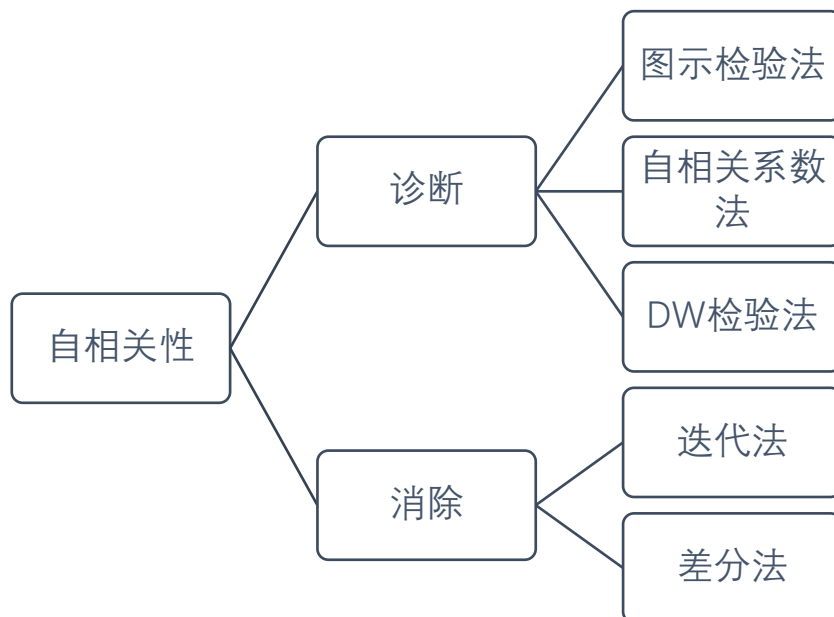 图示检验法
诊断
自相关系数
法
DW检验法
自相关性
迭代法
消除
差分法